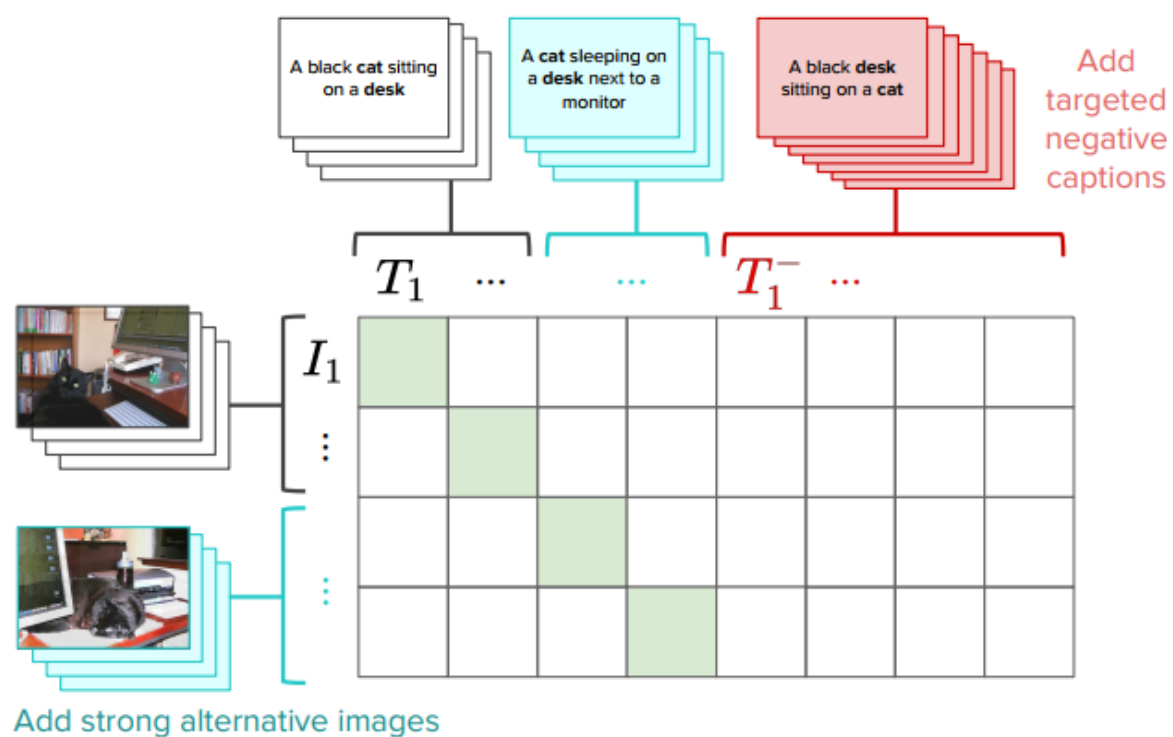 A black cat sitting
on a desk
A cat sleeping on
a desk next to a
monitor
A black desk
sitting on a cat
Add
targeted
negative
captions
T₁ ... ... T₁⁻ ...
I₁
⋮
⋮
Add strong alternative images